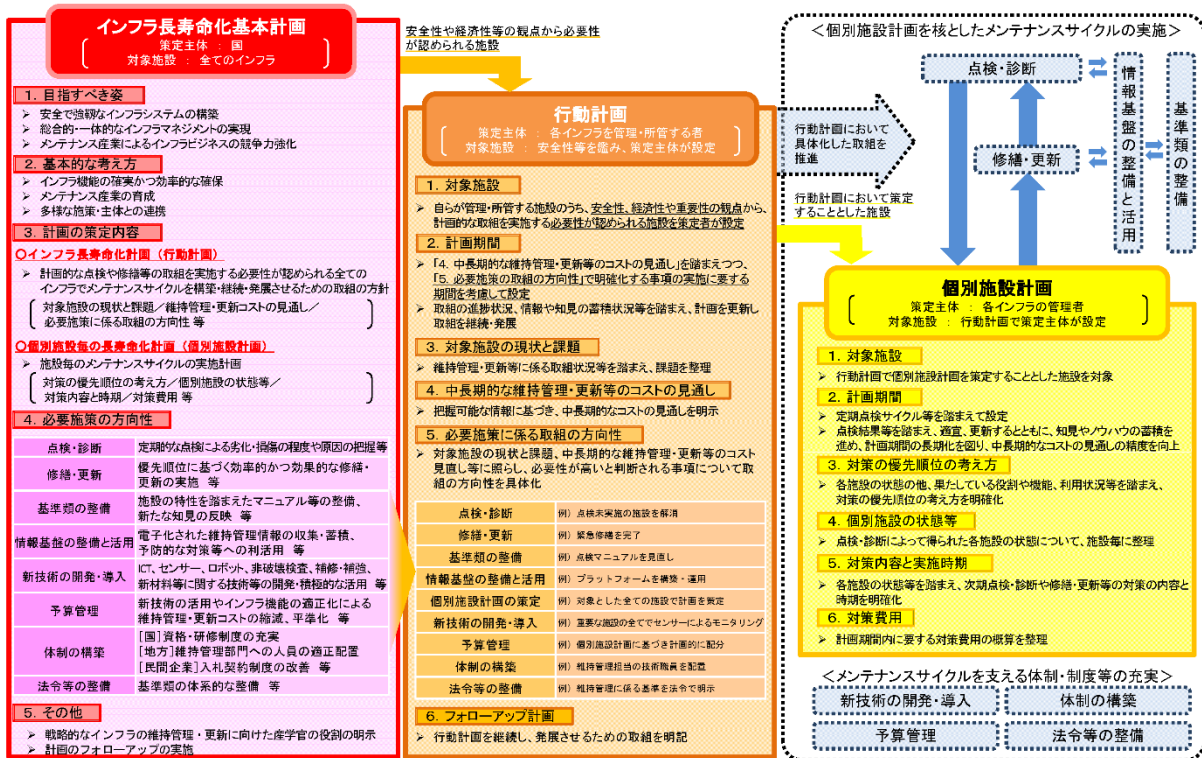 インフラ長寿命化基本計画
策定主体 : 国
対象施設 : 全てのインフラ
1. 目指すべき姿
➢ 安全で強靱なインフラシステムの構築
➢ 総合的・一体的なインフラマネジメントの実現
➢ メンテナンス産業によるインフラビジネスの競争力強化
2. 基本的な考え方
➢ インフラ機能の確実かつ効率的な確保
➢ メンテナンス産業の育成
➢ 多様な施策・主体との連携
3. 計画の策定内容
○インフラ長寿命化計画(行動計画)
➢ 計画的な点検や修繕等の取組を実施する必要性が認められる全ての
インフラでメンテナンスサイクルを構築・継続・発展させるための取組の方針
対象施設の現状と課題/維持管理・更新コストの見通し/
必要施策に係る取組の方向性 等
○個別施設毎の長寿命化計画(個別施設計画)
➢ 施設毎のメンテナンスサイクルの実施計画
対策の優先順位の考え方/個別施設の状態等/
対策内容と時期/対策費用 等
4. 必要施策の方向性
点検・診断 定期的な点検による劣化・損傷の程度や原因の把握等
修繕・更新 優先順位に基づく効率的かつ効果的な修繕・
更新の実施 等
基準類の整備 施設の特性を踏まえたマニュアル等の整備、
新たな知見の反映 等
情報基盤の整備と活用 電子化された維持管理情報の収集・蓄積、
予防的な対策等への利活用 等
新技術の開発・導入 ICT、センサー、ロボット、非破壊検査、補修・補強、
新材料等に関する技術等の開発・積極的な活用 等
予算管理 新技術の活用やインフラ機能の適正化による
維持管理・更新コストの縮減、平準化 等
体制の構築 [国]資格・研修制度の充実
[地方]維持管理部門への人員の適正配置
[民間企業]入札契約制度の改善 等
法令等の整備 基準類の体系的な整備 等
5. その他
➢ 戦略的なインフラの維持管理・更新に向けた産学官の役割の明示
➢ 計画のフォローアップの実施
安全性や経済性等の観点から必要性
が認められる施設
行動計画
策定主体 : 各インフラを管理・所管する者
対象施設 : 安全性等を鑑み、策定主体が設定
1. 対象施設
➢ 自らが管理・所管する施設のうち、安全性、経済性や重要性の観点から、
計画的な取組を実施する必要性が認められる施設を策定者が設定
2. 計画期間
➢ 「4. 中長期的な維持管理・更新等のコストの見通し」を踏まえつつ、
「5. 必要施策の取組の方向性」で明確化する事項の実施に要する
期間を考慮して設定
➢ 取組の進捗状況、情報や知見の蓄積状況等を踏まえ、計画を更新し
取組を継続・発展
3. 対象施設の現状と課題
➢ 維持管理・更新等に係る取組状況等を踏まえ、課題を整理
4. 中長期的な維持管理・更新等のコストの見通し
➢ 把握可能な情報に基づき、中長期的なコストの見通しを明示
5. 必要施策に係る取組の方向性
➢ 対象施設の現状と課題、中長期的な維持管理・更新等のコスト
見直し等に照らし、必要性が高いと判断される事項について取
組の方向性を具体化
点検・診断 例)点検未実施の施設を解消
修繕・更新 例)緊急修繕を完了
基準類の整備 例)点検マニュアルを見直し
情報基盤の整備と活用 例)プラットフォームを構築・運用
個別施設計画の策定 例)対象とした全ての施設で計画を策定
新技術の開発・導入 例)重要な施設の全てでセンサーによるモニタリング
予算管理 例)個別施設計画に基づき計画的に配分
体制の構築 例)維持管理担当の技術職員を配置
法令等の整備 例)維持管理に係る基準を法令で明示
6. フォローアップ計画
➢ 行動計画を継続し、発展させるための取組を明記
行動計画において
具体化した取組を
推進
行動計画において策定
することとした施設
<個別施設計画を核としたメンテナンスサイクルの実施>
点検・診断
修繕・更新
情報基盤の整備と活用
基準類の整備
個別施設計画
策定主体 : 各インフラの管理者
対象施設 : 行動計画で策定主体が設定
1. 対象施設
➢ 行動計画で個別施設計画を策定することとした施設を対象
2. 計画期間
➢ 定期点検サイクル等を踏まえて設定
➢ 点検結果等を踏まえ、適宜、更新するとともに、知見やノウハウの蓄積を
進め、計画期間の長期化を図り、中長期的なコストの見通しの精度を向上
3. 対策の優先順位の考え方
➢ 各施設の状態の他、果たしている役割や機能、利用状況等を踏まえ、
対策の優先順位の考え方を明確化
4. 個別施設の状態等
➢ 点検・診断によって得られた各施設の状態について、施設毎に整理
5. 対策内容と実施時期
➢ 各施設の状態等を踏まえ、次期点検・診断や修繕・更新等の対策の内容と
時期を明確化
6. 対策費用
➢ 計画期間内に要する対策費用の概算を整理
<メンテナンスサイクルを支える体制・制度等の充実>
新技術の開発・導入 体制の構築
予算管理 法令等の整備